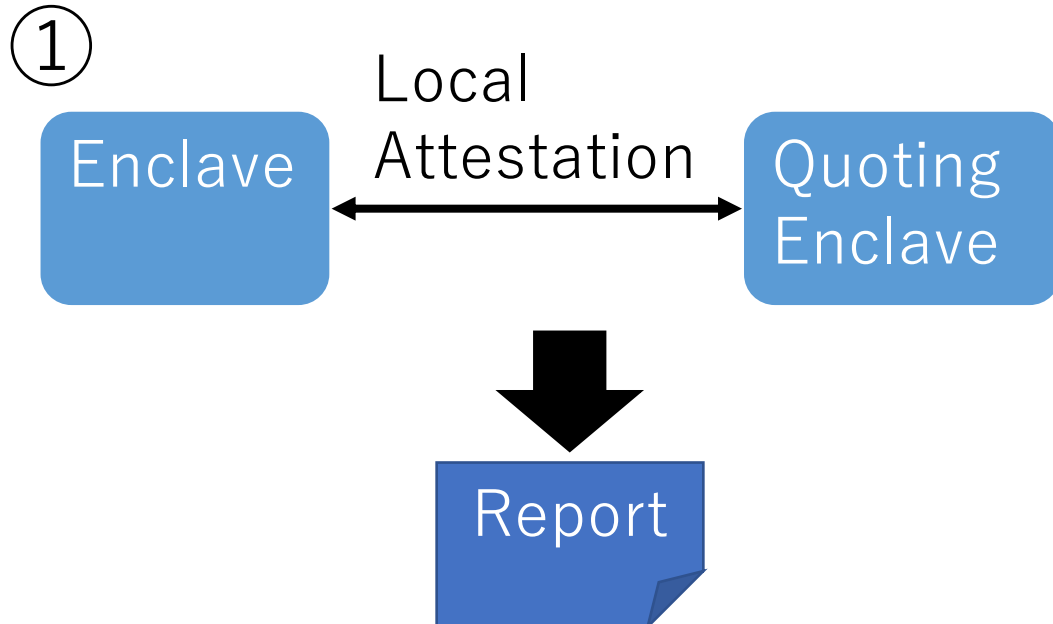 ①
Local
Attestation
Enclave
Quoting
Enclave
Report